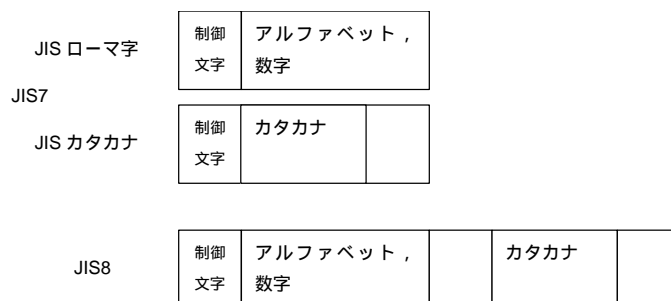 JIS ローマ字
制御
文字
アルファベット，
数字
JIS7
JIS カタカナ
制御
文字
カタカナ
JIS8
制御
文字
アルファベット，
数字
カタカナ